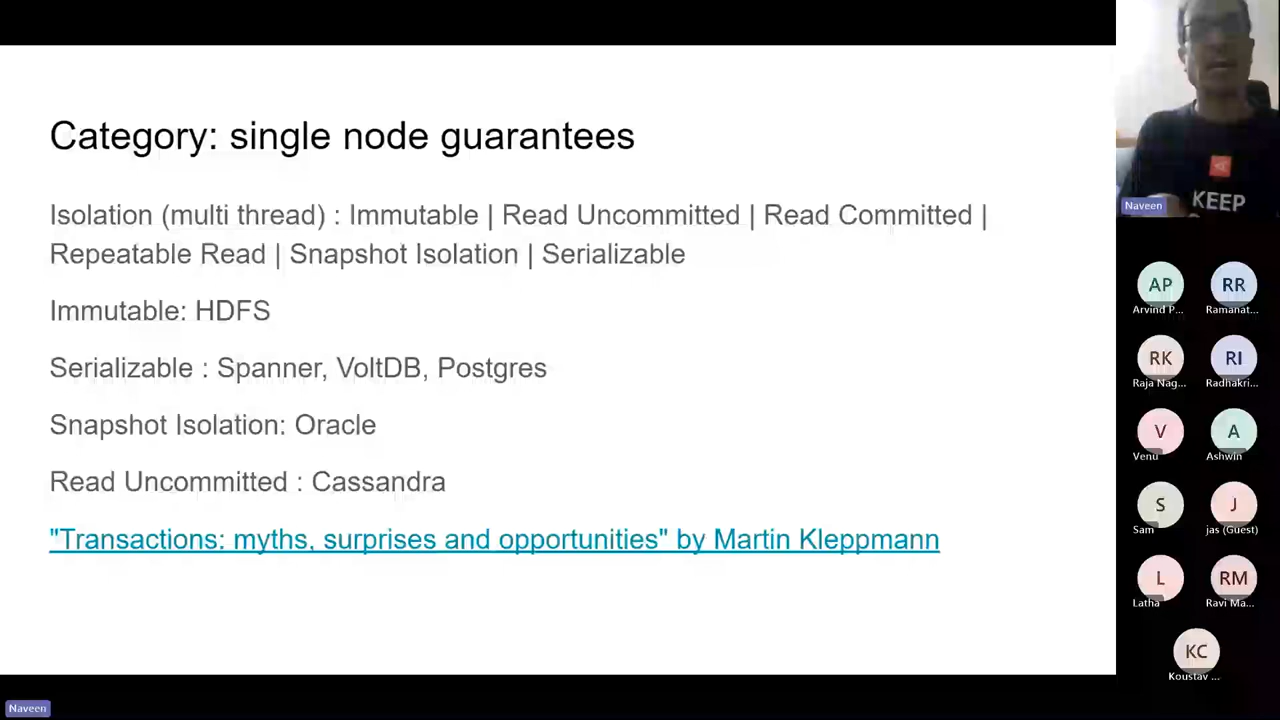 Category: single node guarantees
Isolation (multi thread) : Immutable | Read Uncommitted | Read Committed |
Repeatable Read | Snapshot Isolation | Serializable
Immutable: HDFS
Serializable : Spanner, VoltDB, Postgres
Snapshot Isolation: Oracle
Read Uncommitted : Cassandra
"Transactions: myths, surprises and opportunities" by Martin Kleppmann
KEEP
Naveen
AP RR
Arvind P... Ramanat...
RK RI
Raja Nag... Radhakri...
V A
Venu Ashwin
S J
Sam jas (Guest)
L RM
Latha Ravi Ma...
KC
Koustav ...
Naveen